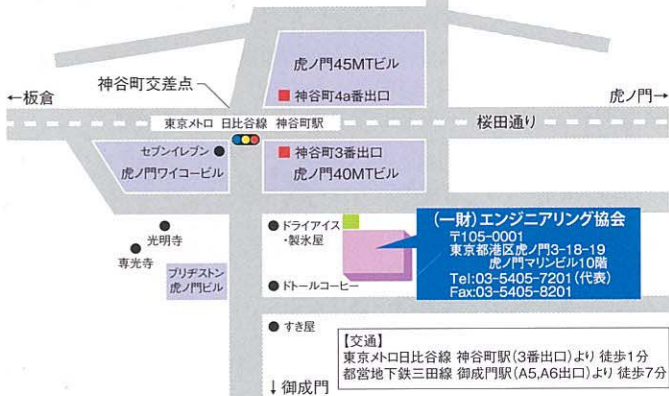 虎ノ門45MTビル
神谷町交差点
神谷町4a番出口
←板倉
虎ノ門→
東京メトロ 日比谷線 神谷町駅
桜田通り
セブンイレブン
虎ノ門ワイコービル
神谷町3番出口
虎ノ門40MTビル
光明寺
専光寺
ブリヂストン
虎ノ門ビル
ドライアイス
・製氷屋
ドトールコーヒー
すき屋
(一財)エンジニアリング協会
〒105-0001
東京都港区虎ノ門3-18-19
虎ノ門マリンビル10階
Tel:03-5405-7201(代表)
Fax:03-5405-8201
【交通】
東京メトロ日比谷線 神谷町駅(3番出口)より 徒歩1分
都営地下鉄三田線 御成門駅(A5,A6出口)より 徒歩7分
↓御成門